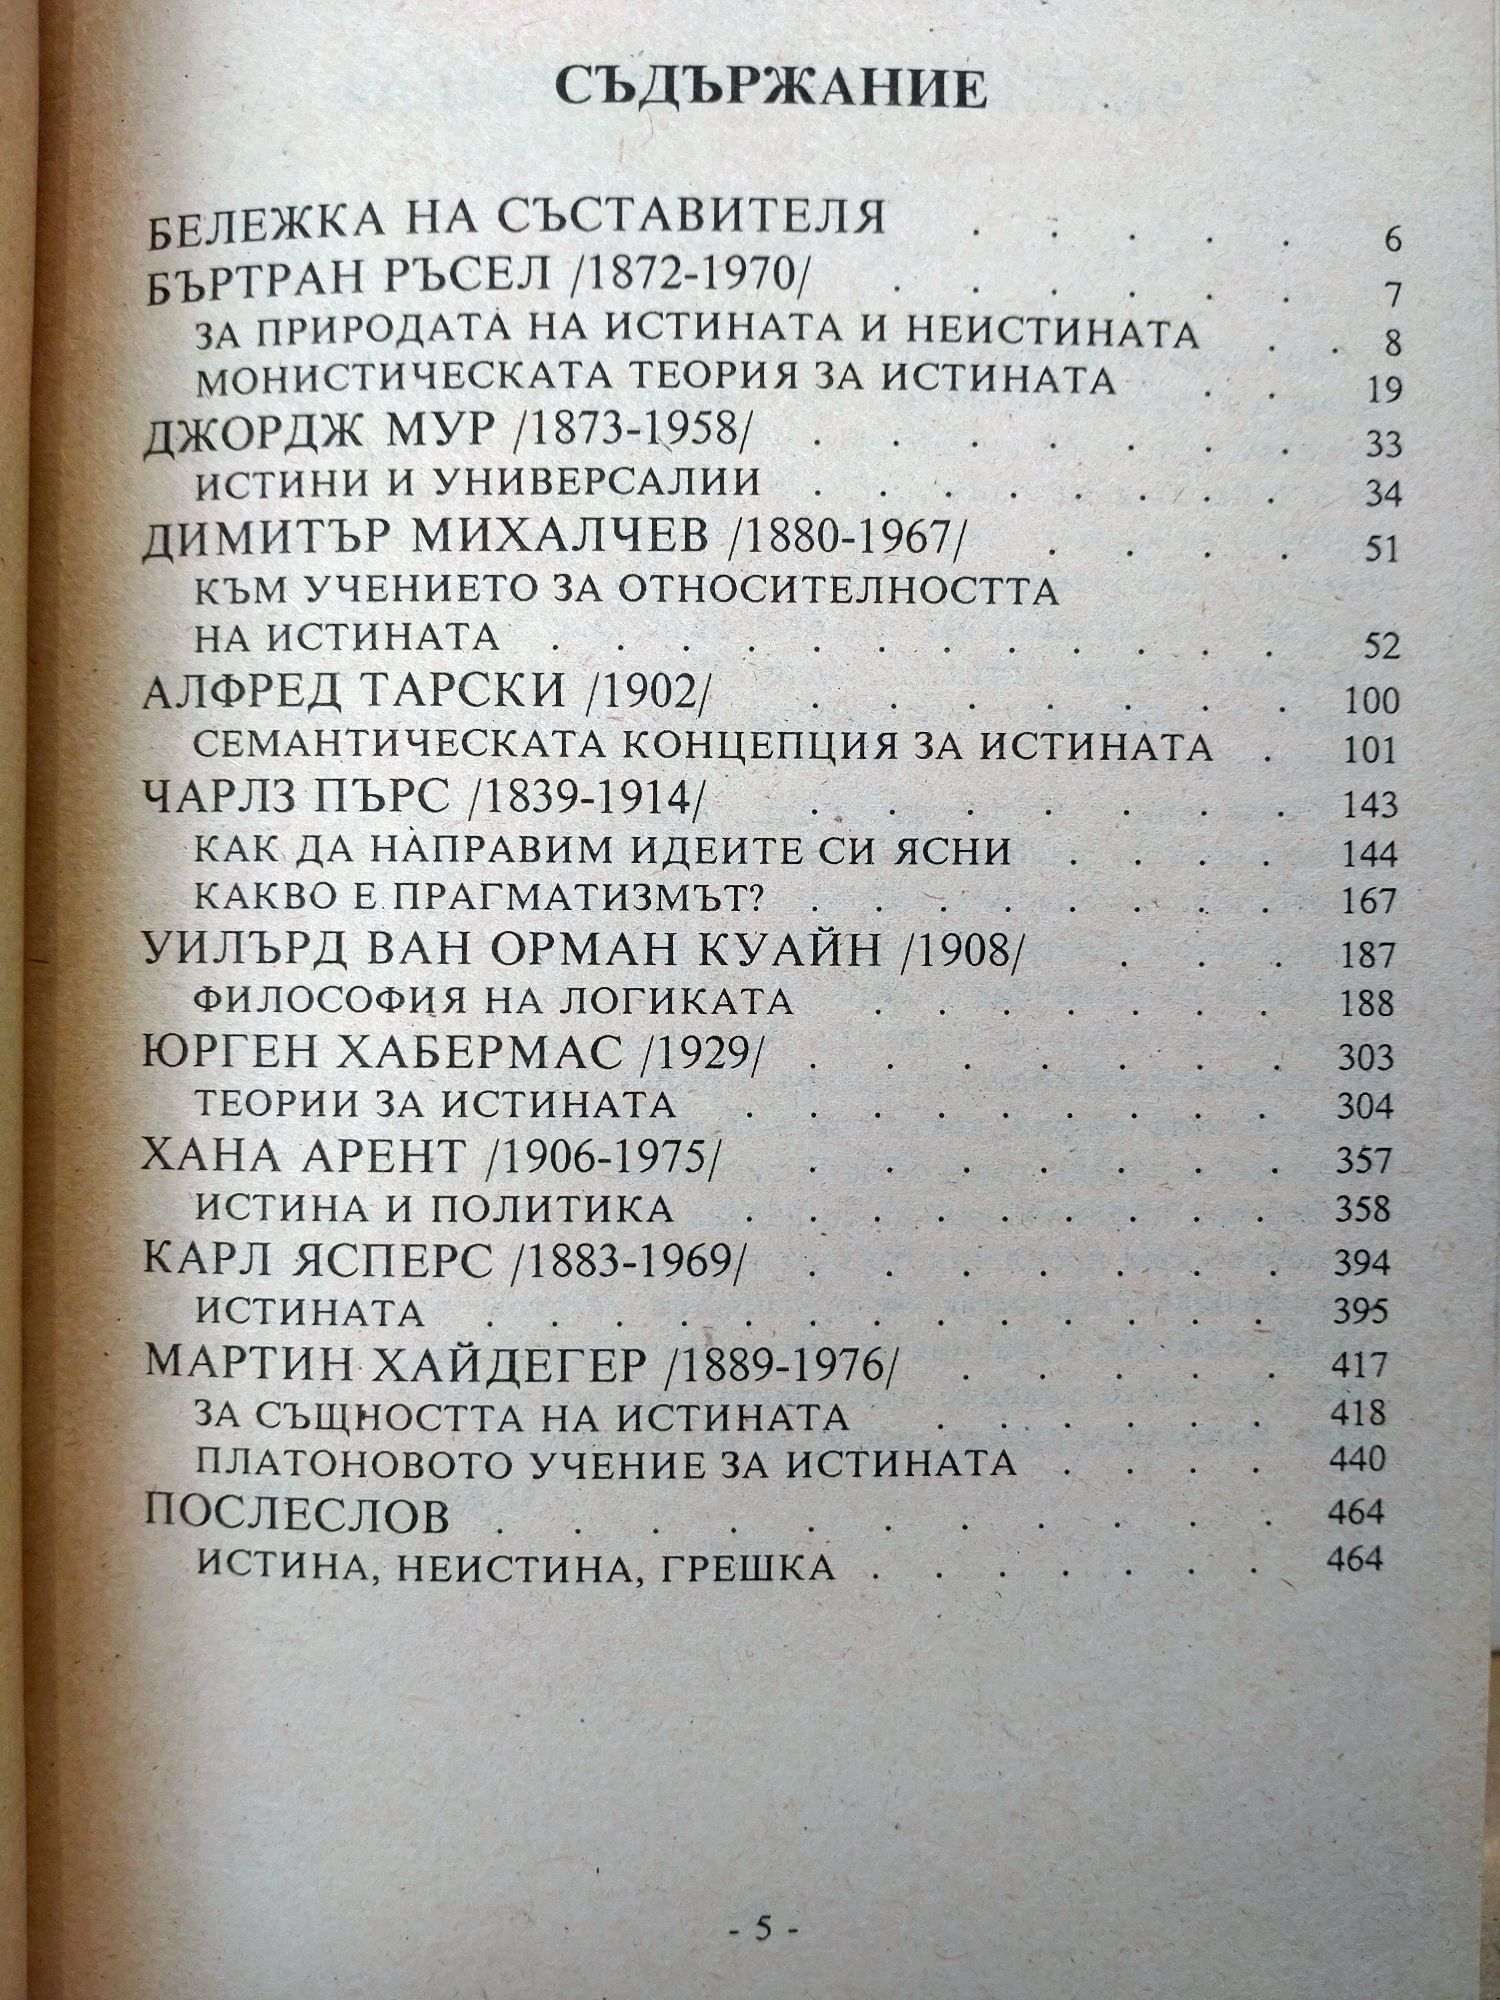 СЪДЪРЖАНИЕ
БЕЛЕЖКА НА СЪСТАВИТЕЛЯ . . . . . 6
БЪРТРАН РЪСЕЛ /1872-1970/ . . . . . . 7
ЗА ПРИРОДАТА НА ИСТИНАТА И НЕИСТИНАТА . . 8
МОНИСТИЧЕСКАТА ТЕОРИЯ ЗА ИСТИНАТА . . 19
ДЖОРДЖ МУР /1873-1958/ . . . . . . . 33
ИСТИНИ И УНИВЕРСАЛИИ . . . . . . . . 34
ДИМИТЪР МИХАЛЧЕВ /1880-1967/ . . . . 51
КЪМ УЧЕНИЕТО ЗА ОТНОСИТЕЛНОСТТА
НА ИСТИНАТА . . . . . . . . . . . . 52
АЛФРЕД ТАРСКИ /1902/ . . . . . . . 100
СЕМАНТИЧЕСКАТА КОНЦЕПЦИЯ ЗА ИСТИНАТА . 101
ЧАРЛЗ ПЪРС /1839-1914/ . . . . . . . 143
КАК ДА НАПРАВИМ ИДЕИТЕ СИ ЯСНИ . . . . 144
КАКВО Е ПРАГМАТИЗМЪТ? . . . . . . . . 167
УИЛЪРД ВАН ОРМАН КУАЙН /1908/ . . . 187
ФИЛОСОФИЯ НА ЛОГИКАТА . . . . . . . 188
ЮРГЕН ХАБЕРМАС /1929/ . . . . . . . 303
ТЕОРИИ ЗА ИСТИНАТА . . . . . . . . . 304
ХАНА АРЕНТ /1906-1975/ . . . . . . . 357
ИСТИНА И ПОЛИТИКА . . . . . . . . . 358
КАРЛ ЯСПЕРС /1883-1969/ . . . . . . . 394
ИСТИНАТА . . . . . . . . . . . . . 395
МАРТИН ХАЙДЕГЕР /1889-1976/ . . . . . 417
ЗА СЪЩНОСТТА НА ИСТИНАТА . . . . . . 418
ПЛАТОНОВОТО УЧЕНИЕ ЗА ИСТИНАТА . . . . 440
ПОСЛЕСЛОВ . . . . . . . . . . . 464
ИСТИНА, НЕИСТИНА, ГРЕШКА . . . . . . . 464
- 5 -